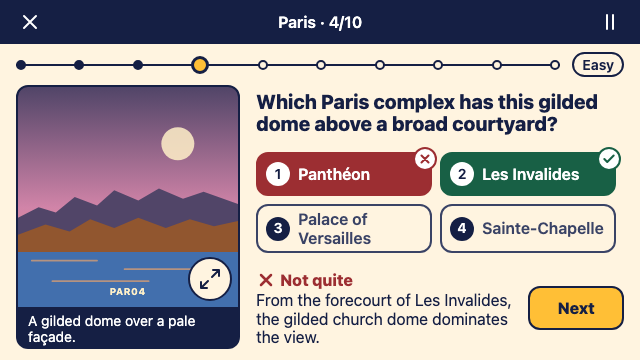 Paris · 4/10
Easy
PAR04
A gilded dome over a pale
façade.
Which Paris complex has this gilded
dome above a broad courtyard?
1 Panthéon
2 Les Invalides
3 Palace of
Versailles
4 Sainte-Chapelle
Not quite
From the forecourt of Les Invalides,
the gilded church dome dominates
the view.
Next